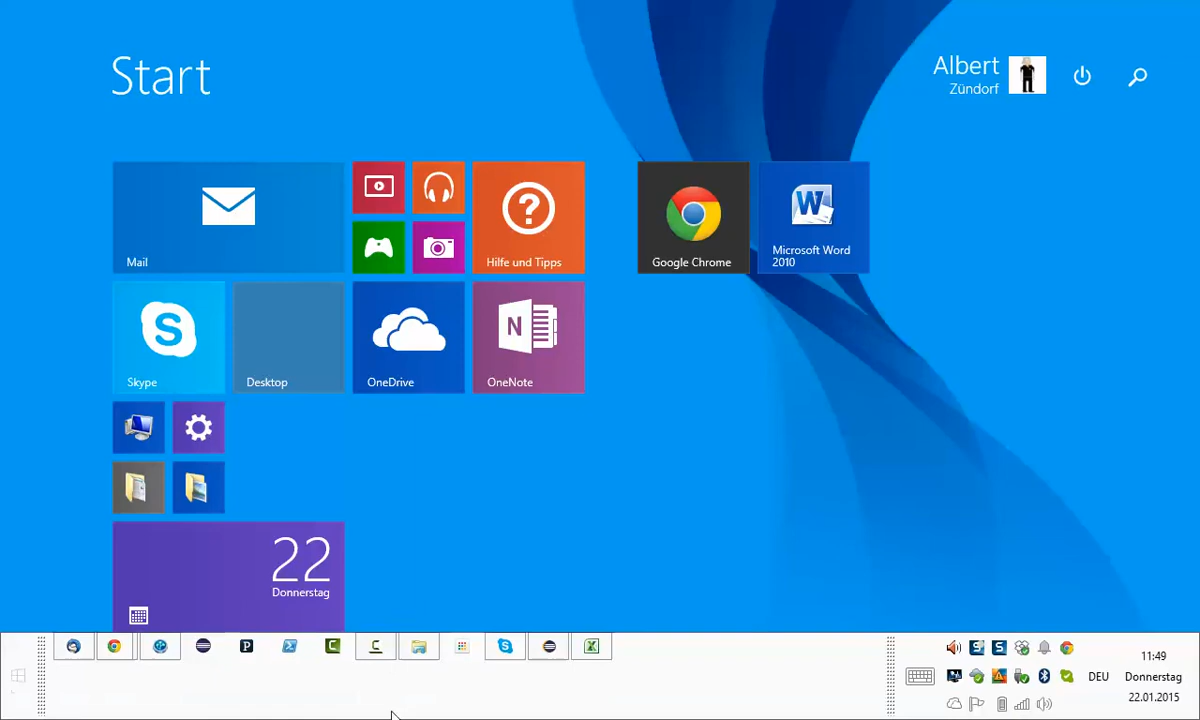 Start
Albert
Zündorf
Mail
Hilfe und Tipps
Google Chrome
Microsoft Word
2010
Skype
Desktop
OneDrive
OneNote
22
Donnerstag
DEU
11:49
Donnerstag
22.01.2015